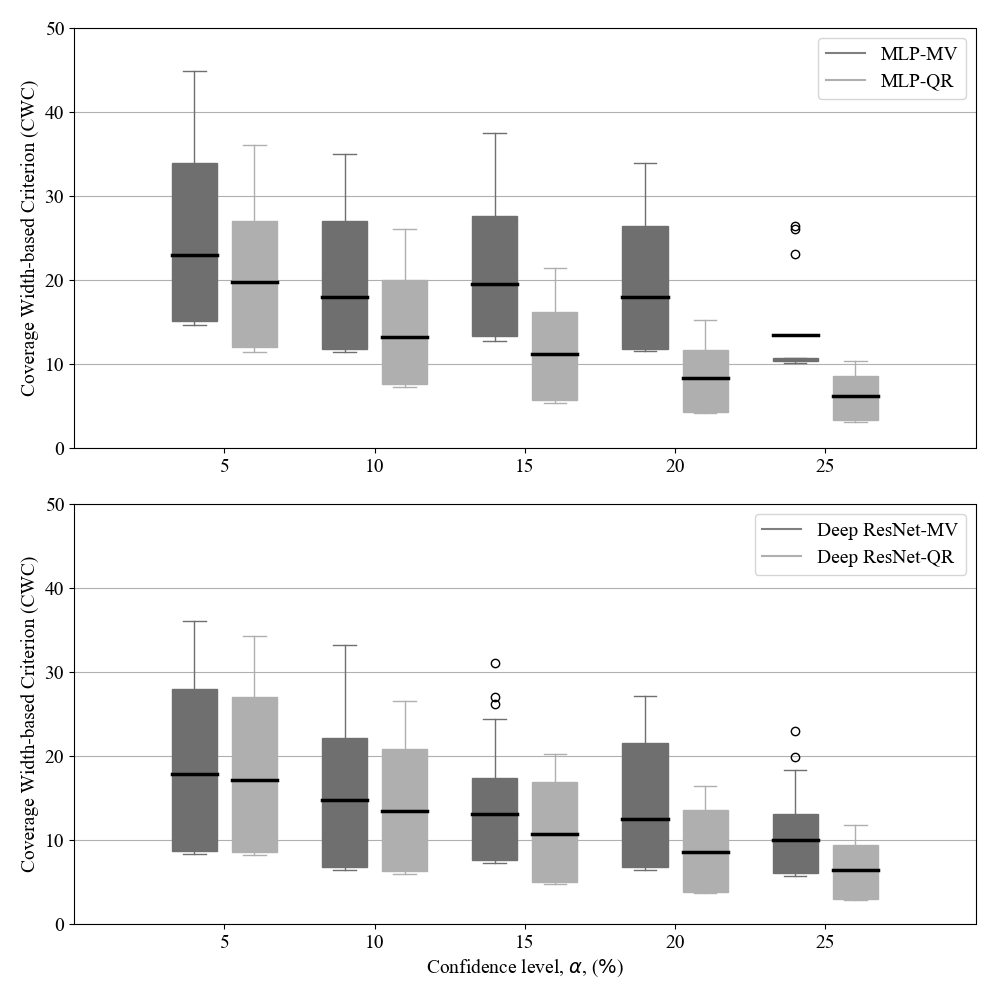 50
40
30
20
10
0
Coverage Width-based Criterion (CWC)
MLP-MV
MLP-QR
5 10 15 20 25
50
40
30
20
10
0
Coverage Width-based Criterion (CWC)
Deep ResNet-MV
Deep ResNet-QR
5 10 15 20 25
Confidence level, α, (%)